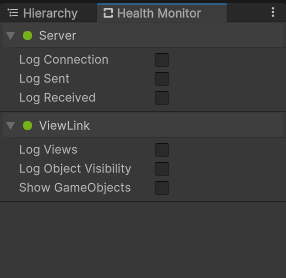 Hierarchy Health Monitor
Server
Log Connection
Log Sent
Log Received
ViewLink
Log Views
Log Object Visibility
Show GameObjects